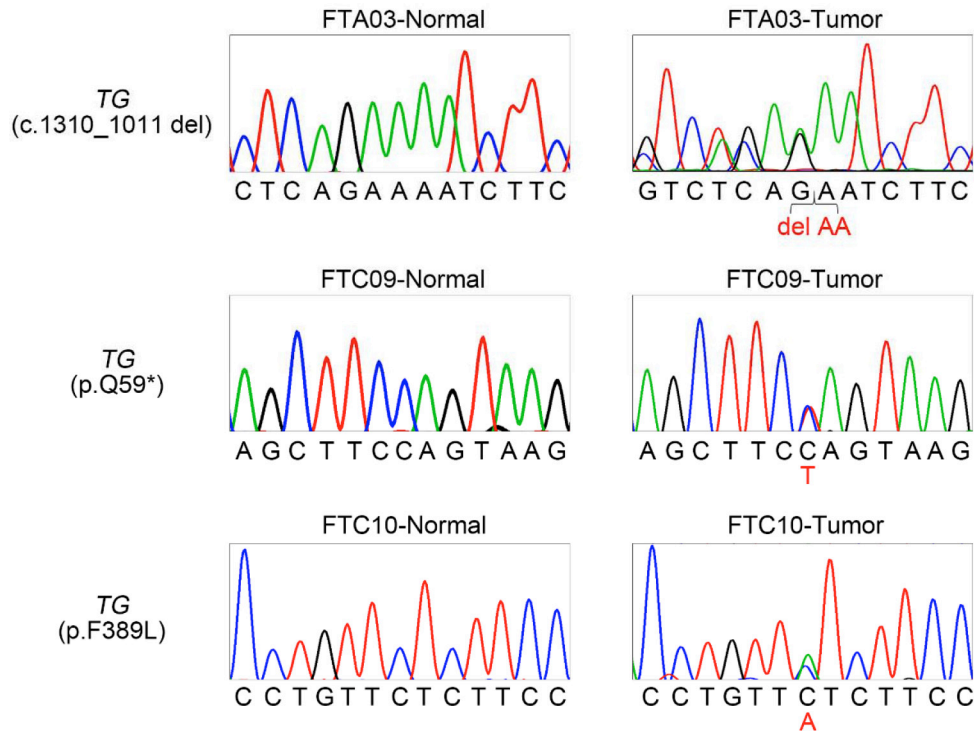 FTA03-Normal
FTA03-Tumor
TG
(c.1310_1011 del)
C T C A G A A A A T C T T C
G T C T C A G A A T C T T C
del AA
FTC09-Normal
FTC09-Tumor
TG
(p.Q59*)
A G C T T C C A G T A A G
A G C T T C C A G T A A G
T
FTC10-Normal
FTC10-Tumor
TG
(p.F389L)
C C T G T T C T C T T C C
C C T G T T C T C T T C C
A